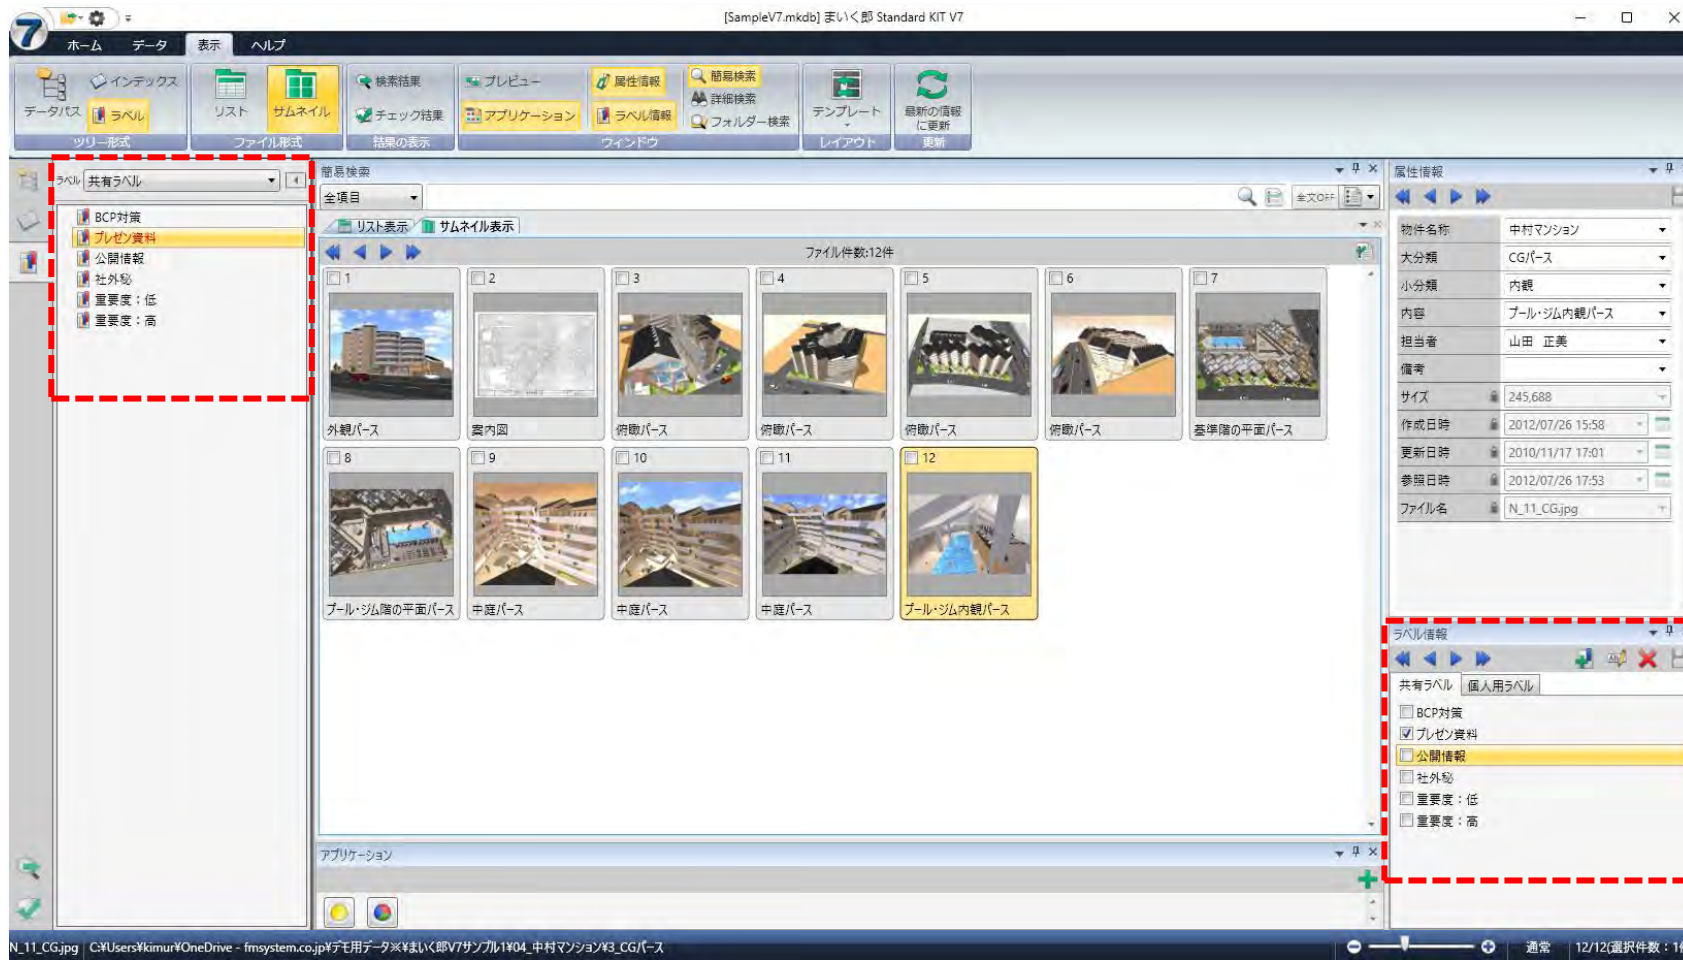 [SampleV7.mkdb] まいく郎 Standard KIT V7
7
ホーム データ 表示 ヘルプ
データパス
インデックス
ラベル
ツリー形式
リスト
サムネイル
ファイル形式
検索結果
チェック結果
結果の表示
プレビュー
アプリケーション
属性情報
ラベル情報
簡易検索
詳細検索
フォルダー検索
ウィンドウ
テンプレート
レイアウト
最新の情報
に更新
更新
ラベル 共有ラベル
BCP対策
プレゼン資料
公開情報
社外秘
重要度：低
重要度：高
簡易検索
全項目
全文OFF
リスト表示 サムネイル表示
ファイル件数:12件
1 2 3 4 5 6 7
外観パース 案内図 俯瞰パース 俯瞰パース 俯瞰パース 俯瞰パース 基準階の平面パース
8 9 10 11 12
プール・ジム階の平面パース 中庭パース 中庭パース 中庭パース プール・ジム内観パース
アプリケーション
属性情報
物件名称 中村マンション
大分類 CGパース
小分類 内観
内容 プール・ジム内観パース
担当者 山田 正美
備考
サイズ 245,688
作成日時 2012/07/26 15:58
更新日時 2010/11/17 17:01
参照日時 2012/07/26 17:53
ファイル名 N_11_CG.jpg
ラベル情報
共有ラベル 個人用ラベル
BCP対策
プレゼン資料
公開情報
社外秘
重要度：低
重要度：高
N_11_CG.jpg C:¥Users¥kimur¥OneDrive - fmsystem.co.jp¥デモ用データ※¥まいく郎V7サンプル1¥04_中村マンション¥3_CGパース
通常 12/12(選択件数：1